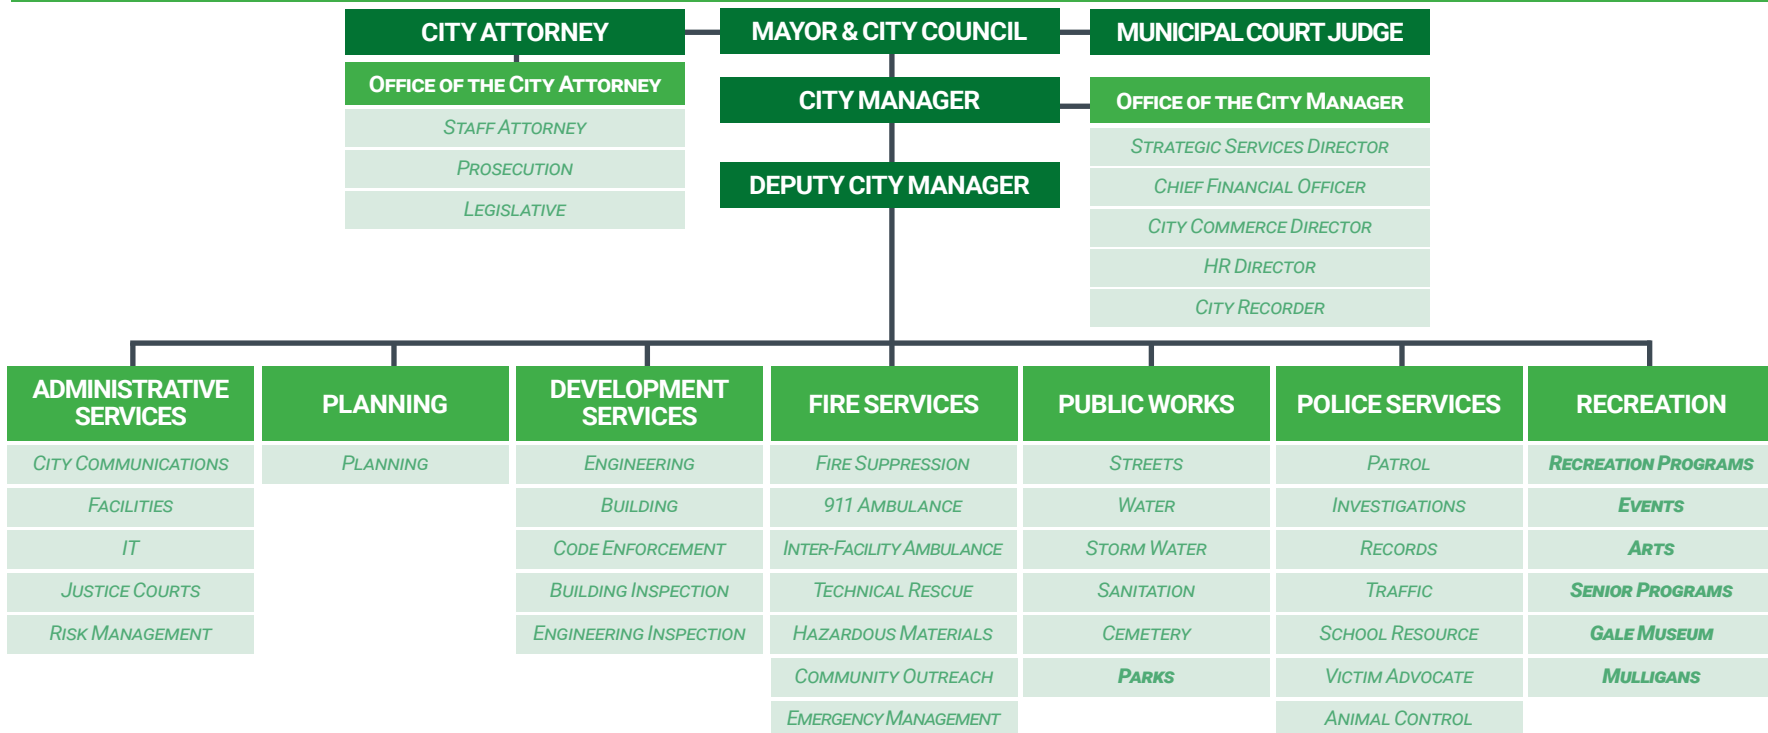 CITY ATTORNEY
MAYOR & CITY COUNCIL
MUNICIPAL COURT JUDGE
OFFICE OF THE CITY ATTORNEY
STAFF ATTORNEY
PROSECUTION
LEGISLATIVE
CITY MANAGER
DEPUTY CITY MANAGER
OFFICE OF THE CITY MANAGER
STRATEGIC SERVICES DIRECTOR
CHIEF FINANCIAL OFFICER
CITY COMMERCE DIRECTOR
HR DIRECTOR
CITY RECORDER
ADMINISTRATIVE
SERVICES
CITY COMMUNICATIONS
FACILITIES
IT
JUSTICE COURTS
RISK MANAGEMENT
PLANNING
PLANNING
DEVELOPMENT
SERVICES
ENGINEERING
BUILDING
CODE ENFORCEMENT
BUILDING INSPECTION
ENGINEERING INSPECTION
FIRE SERVICES
FIRE SUPPRESSION
911 AMBULANCE
INTER-FACILITY AMBULANCE
TECHNICAL RESCUE
HAZARDOUS MATERIALS
COMMUNITY OUTREACH
EMERGENCY MANAGEMENT
PUBLIC WORKS
STREETS
WATER
STORM WATER
SANITATION
CEMETERY
PARKS
POLICE SERVICES
PATROL
INVESTIGATIONS
RECORDS
TRAFFIC
SCHOOL RESOURCE
VICTIM ADVOCATE
ANIMAL CONTROL
RECREATION
RECREATION PROGRAMS
EVENTS
ARTS
SENIOR PROGRAMS
GALE MUSEUM
MULLIGANS